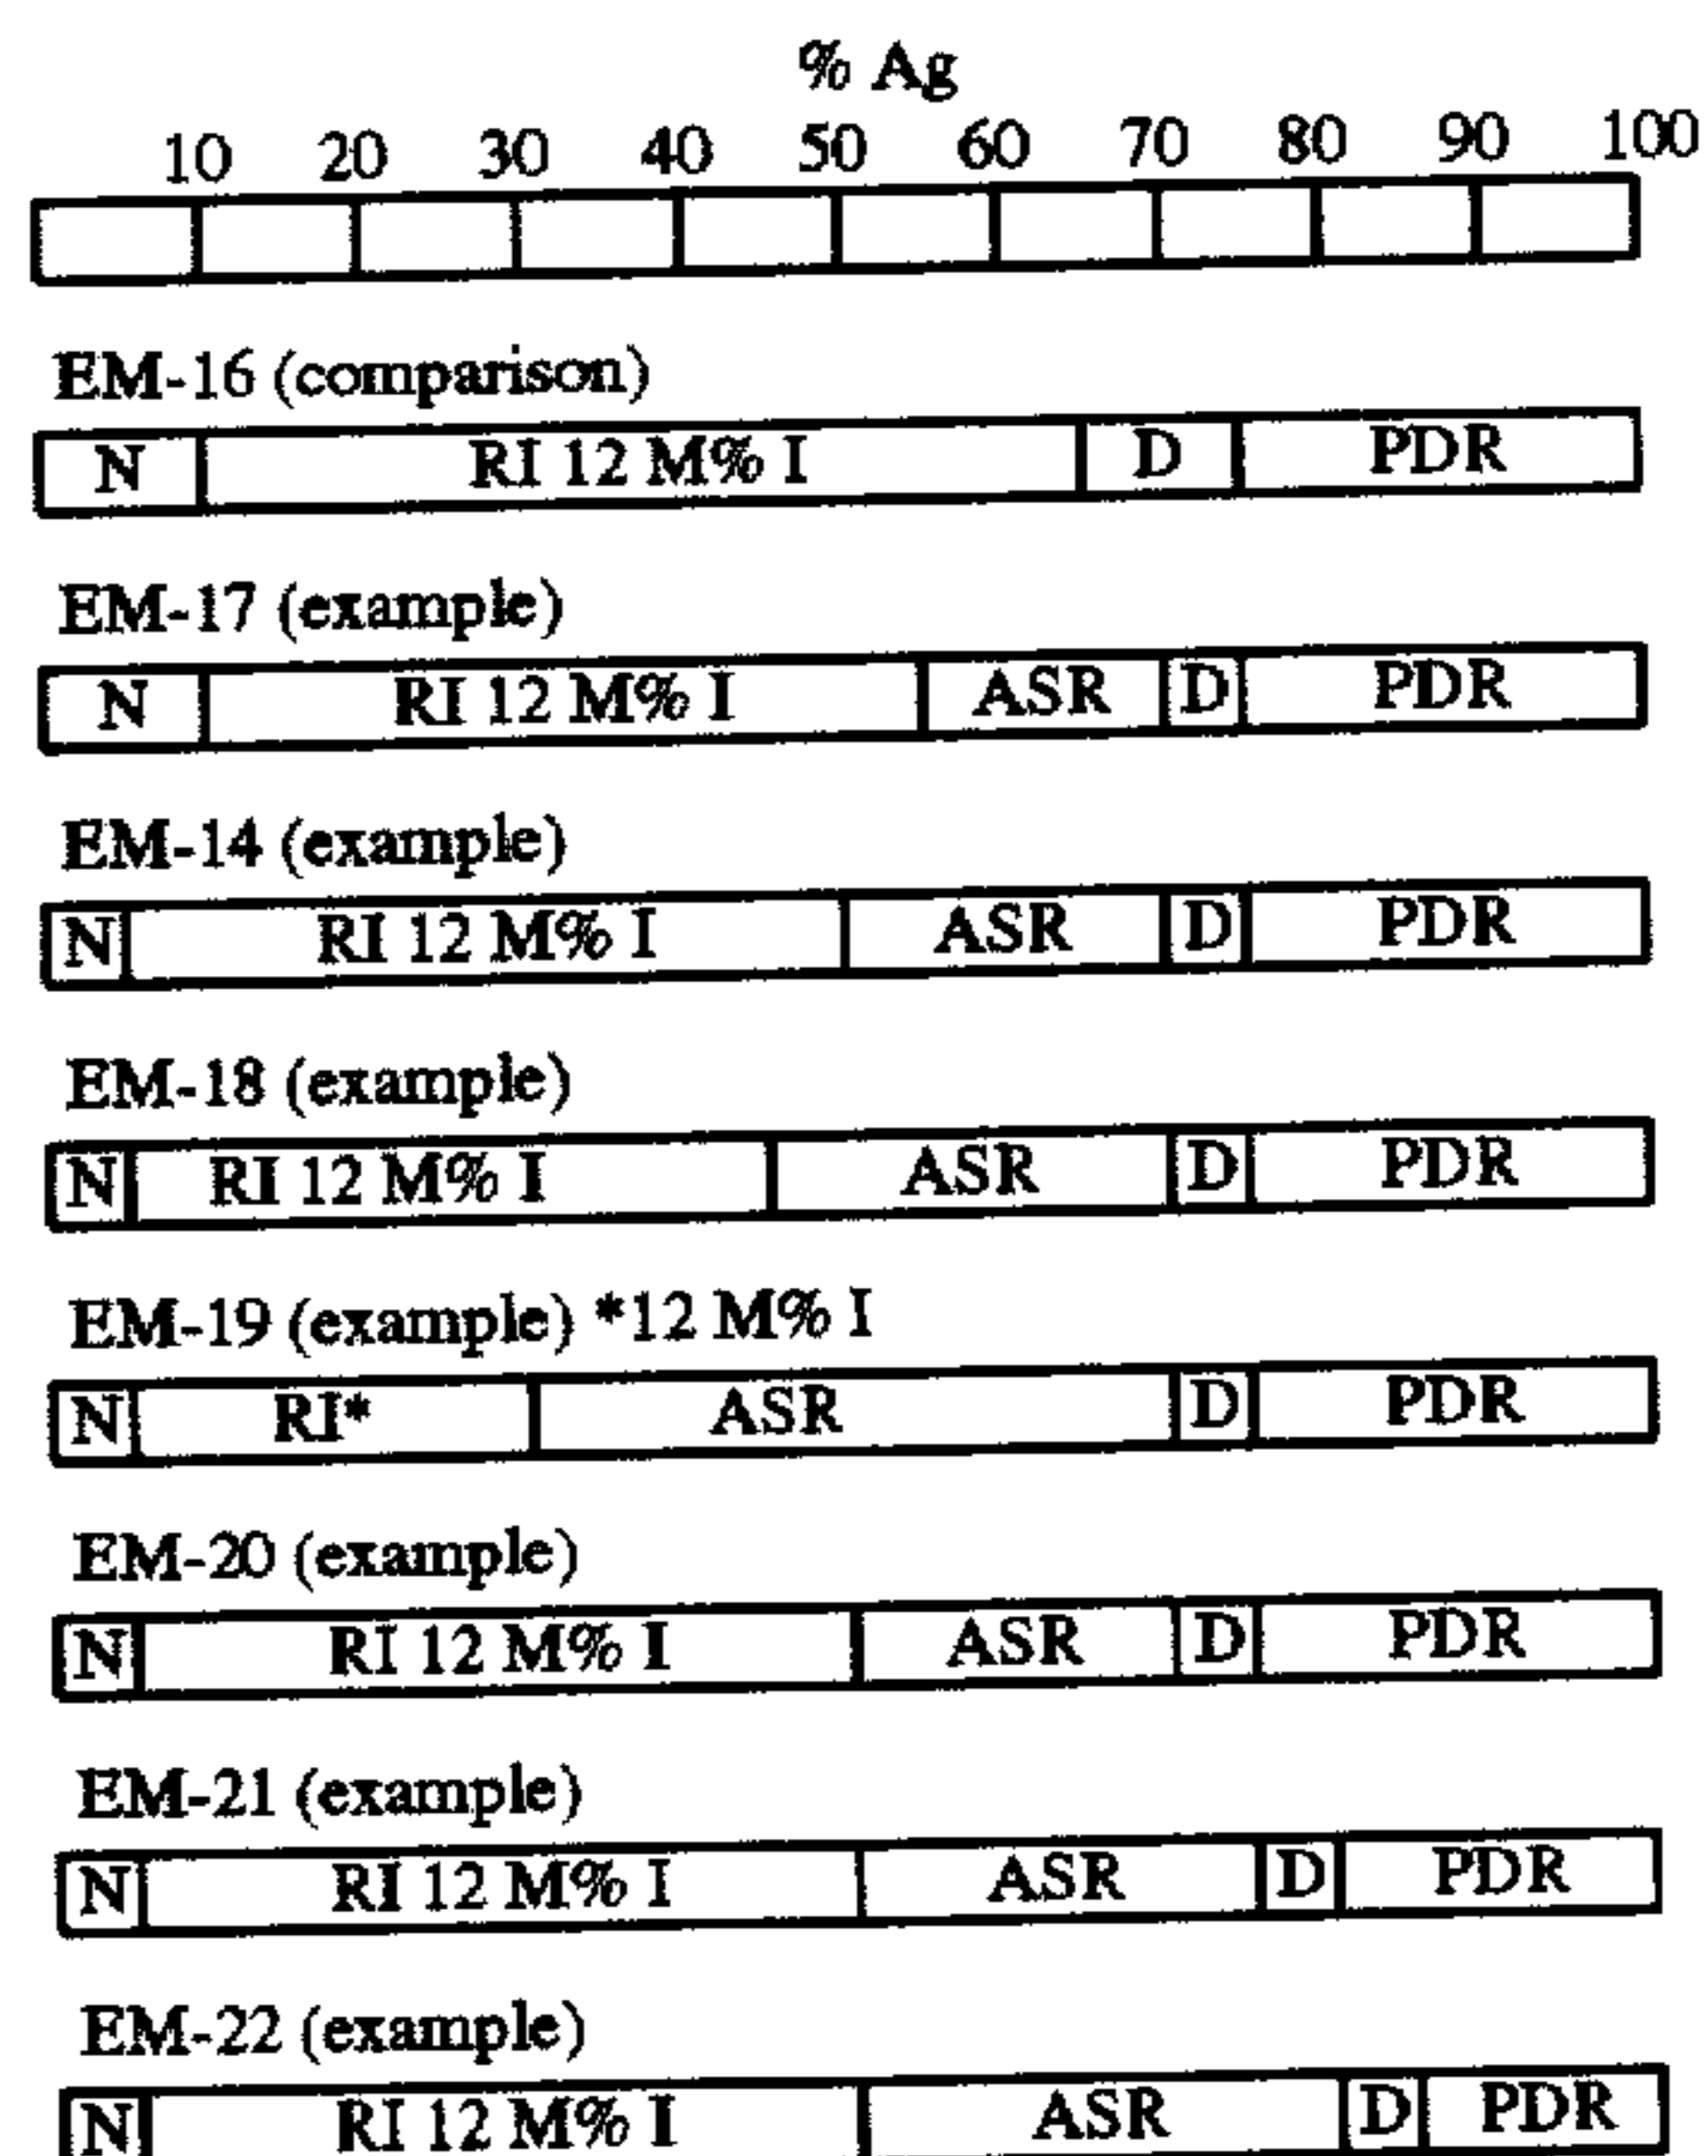 % Ag
10 20 30 40 50 60 70 80 90 100
EM-16 (comparison)
N RI 12 M% I D PDR
EM-17 (example)
N RI 12 M% I ASR D PDR
EM-14 (example)
N RI 12 M% I ASR D PDR
EM-18 (example)
N RI 12 M% I ASR D PDR
EM-19 (example) *12 M% I
N RI* ASR D PDR
EM-20 (example)
N RI 12 M% I ASR D PDR
EM-21 (example)
N RI 12 M% I ASR D PDR
EM-22 (example)
N RI 12 M% I ASR D PDR